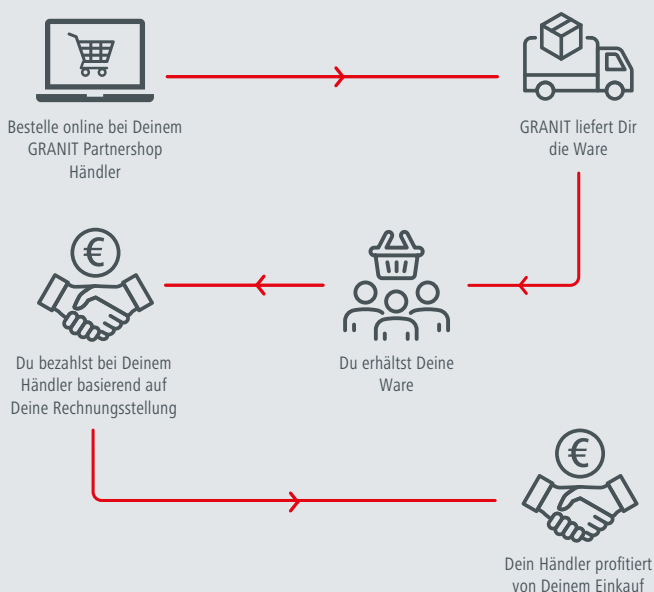 Bestelle online bei Deinem
GRANIT Partnershop
Händler
GRANIT liefert Dir
die Ware
Du erhältst Deine
Ware
Du bezahlst bei Deinem
Händler basierend auf
Deine Rechnungsstellung
Dein Händler profitiert
von Deinem Einkauf